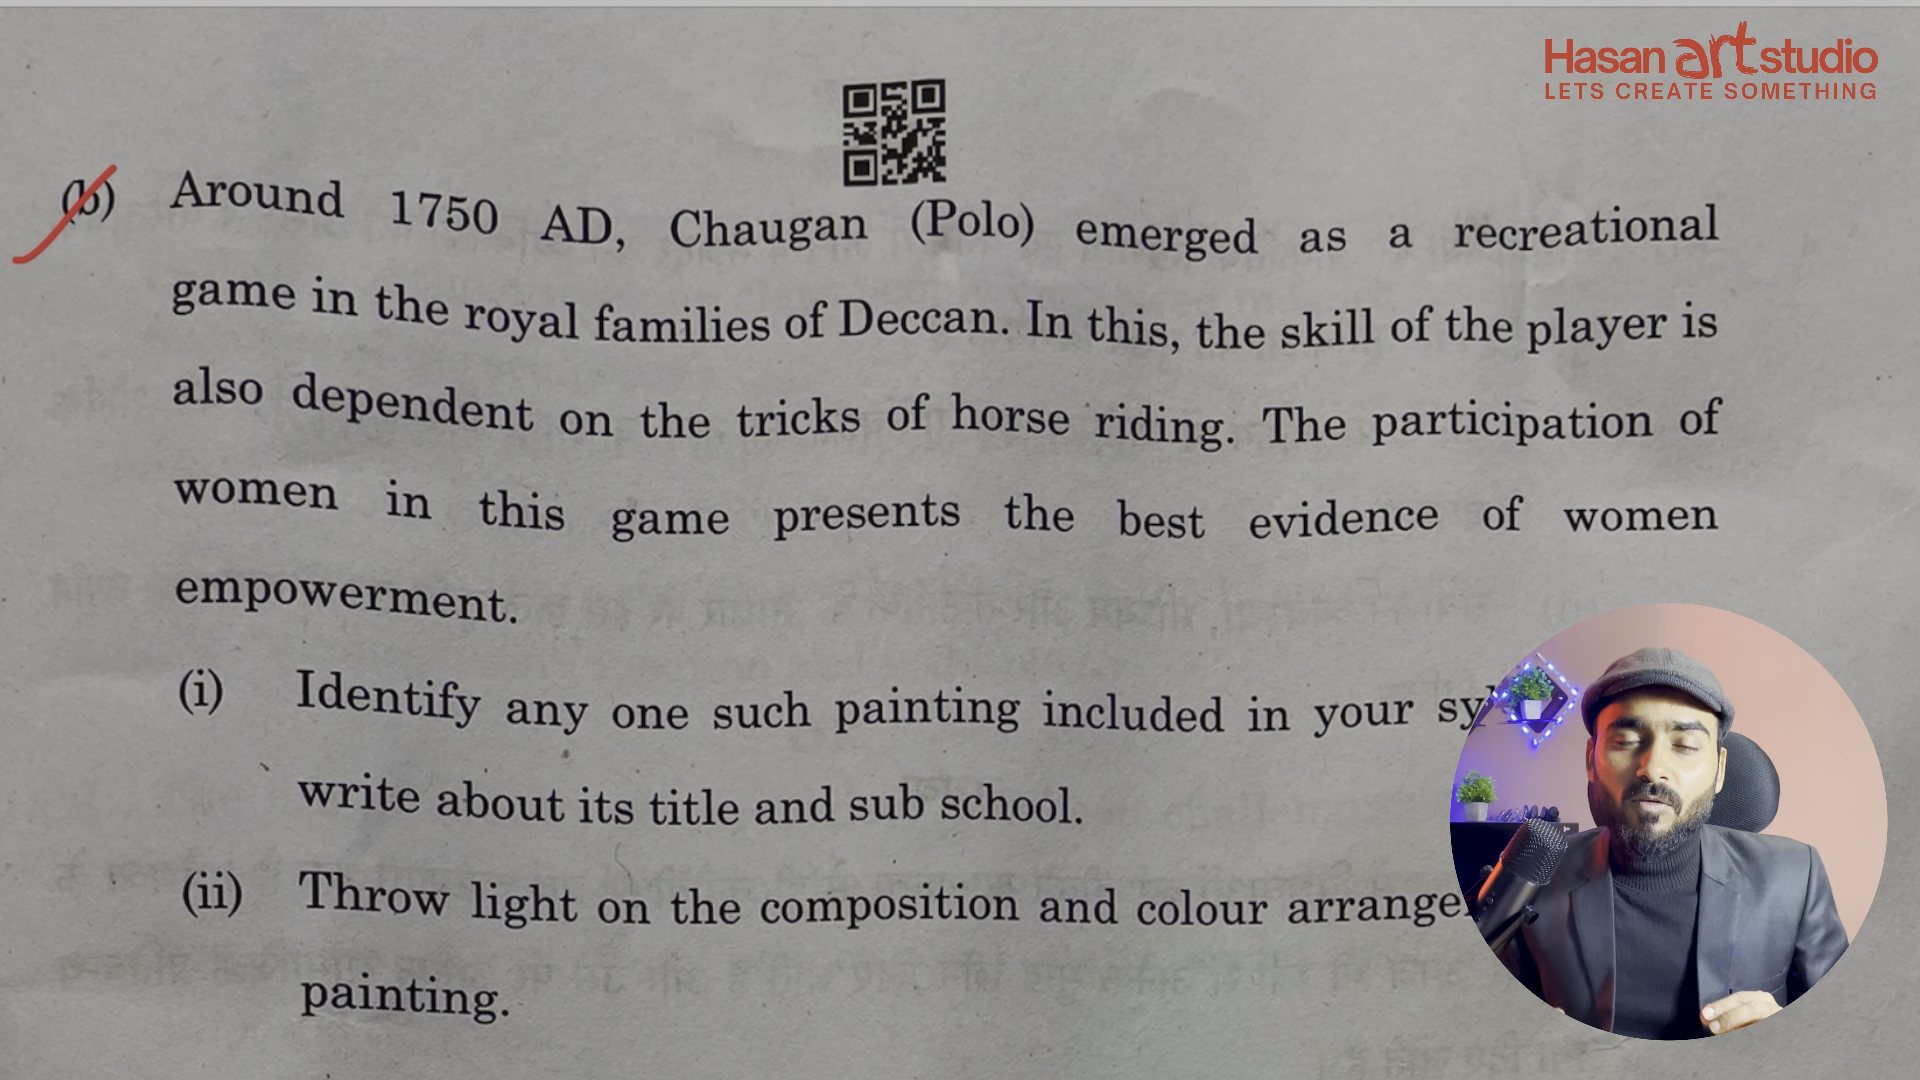 Hasan art studio
LETS CREATE SOMETHING
(b) Around 1750 AD, Chaugan (Polo) emerged as a recreational
game in the royal families of Deccan. In this, the skill of the player is
also dependent on the tricks of horse riding. The participation of
women in this game presents the best evidence of women
empowerment.
(i) Identify any one such painting included in your
write about its title and sub school.
(ii) Throw light on the composition and colour
painting.